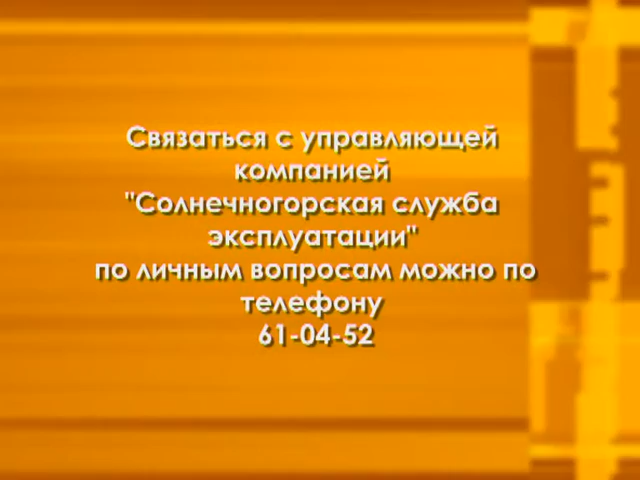 Связаться с управляющей
компанией
"Солнечногорская служба
эксплуатации"
по личным вопросам можно по
телефону
61-04-52